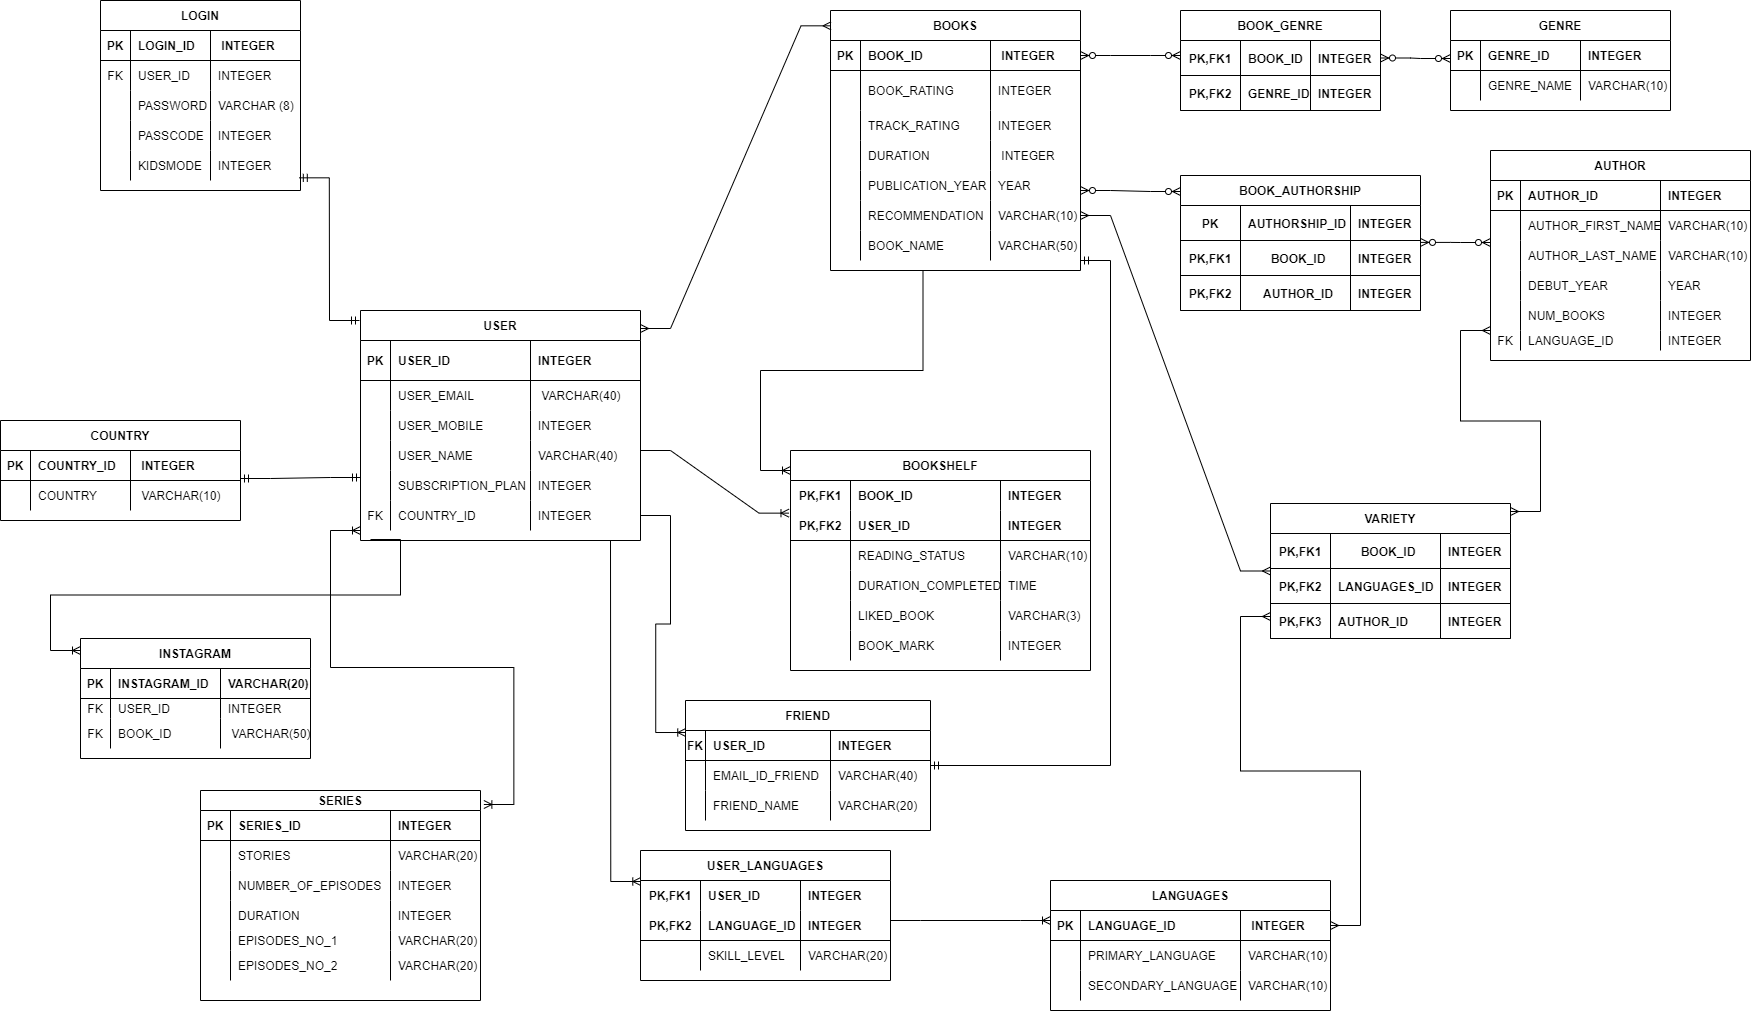 LOGIN
PK LOGIN_ID INTEGER
FK USER_ID INTEGER
PASSWORD VARCHAR (8)
PASSCODE INTEGER
KIDSMODE INTEGER
BOOKS
PK BOOK_ID INTEGER
BOOK_RATING INTEGER
TRACK_RATING INTEGER
DURATION INTEGER
PUBLICATION_YEAR YEAR
RECOMMENDATION VARCHAR(10)
BOOK_NAME VARCHAR(50)
BOOK_GENRE
PK,FK1 BOOK_ID INTEGER
PK,FK2 GENRE_ID INTEGER
GENRE
PK GENRE_ID INTEGER
GENRE_NAME VARCHAR(10)
BOOK_AUTHORSHIP
PK AUTHORSHIP_ID INTEGER
PK,FK1 BOOK_ID INTEGER
PK,FK2 AUTHOR_ID INTEGER
AUTHOR
PK AUTHOR_ID INTEGER
AUTHOR_FIRST_NAME VARCHAR(10)
AUTHOR_LAST_NAME VARCHAR(10)
DEBUT_YEAR YEAR
NUM_BOOKS INTEGER
FK LANGUAGE_ID INTEGER
USER
PK USER_ID INTEGER
USER_EMAIL VARCHAR(40)
USER_MOBILE INTEGER
USER_NAME VARCHAR(40)
SUBSCRIPTION_PLAN INTEGER
FK COUNTRY_ID INTEGER
COUNTRY
PK COUNTRY_ID INTEGER
COUNTRY VARCHAR(10)
BOOKSHELF
PK,FK1 BOOK_ID INTEGER
PK,FK2 USER_ID INTEGER
READING_STATUS VARCHAR(10)
DURATION_COMPLETED TIME
LIKED_BOOK VARCHAR(3)
BOOK_MARK INTEGER
VARIETY
PK,FK1 BOOK_ID INTEGER
PK,FK2 LANGUAGES_ID INTEGER
PK,FK3 AUTHOR_ID INTEGER
INSTAGRAM
PK INSTAGRAM_ID VARCHAR(20)
FK USER_ID INTEGER
FK BOOK_ID VARCHAR(50)
FRIEND
FK USER_ID INTEGER
EMAIL_ID_FRIEND VARCHAR(40)
FRIEND_NAME VARCHAR(20)
SERIES
PK SERIES_ID INTEGER
STORIES VARCHAR(20)
NUMBER_OF_EPISODES INTEGER
DURATION INTEGER
EPISODES_NO_1 VARCHAR(20)
EPISODES_NO_2 VARCHAR(20)
USER_LANGUAGES
PK,FK1 USER_ID INTEGER
PK,FK2 LANGUAGE_ID INTEGER
SKILL_LEVEL VARCHAR(20)
LANGUAGES
PK LANGUAGE_ID INTEGER
PRIMARY_LANGUAGE VARCHAR(10)
SECONDARY_LANGUAGE VARCHAR(10)